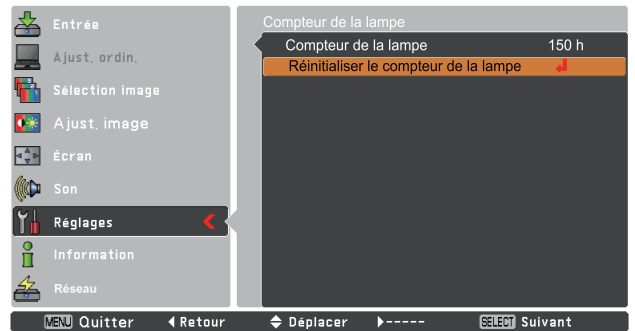 Entrée
Ajust. ordin.
Sélection image
Ajust. image
Écran
Son
Réglages
Information
Réseau
Compteur de la lampe
Compteur de la lampe 150 h
Réinitialiser le compteur de la lampe
MENU Quitter Retour Déplacer ----- SELECT Suivant